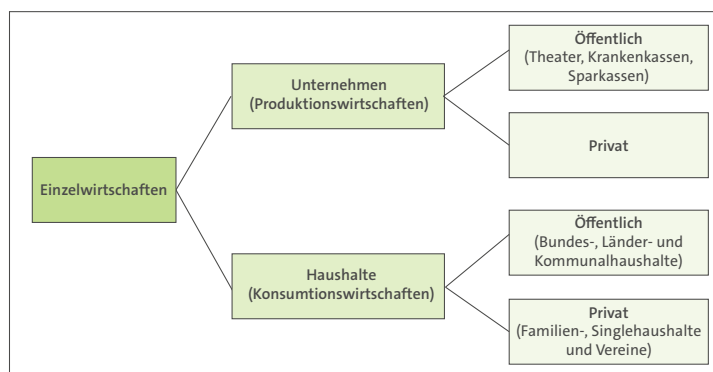 Einzelwirtschaften
Unternehmen
(Produktionswirtschaften)
Öffentlich
(Theater, Krankenkassen,
Sparkassen)
Privat
Haushalte
(Konsumtionswirtschaften)
Öffentlich
(Bundes-, Länder- und
Kommunalhaushalte)
Privat
(Familien-, Singlehaushalte
und Vereine)